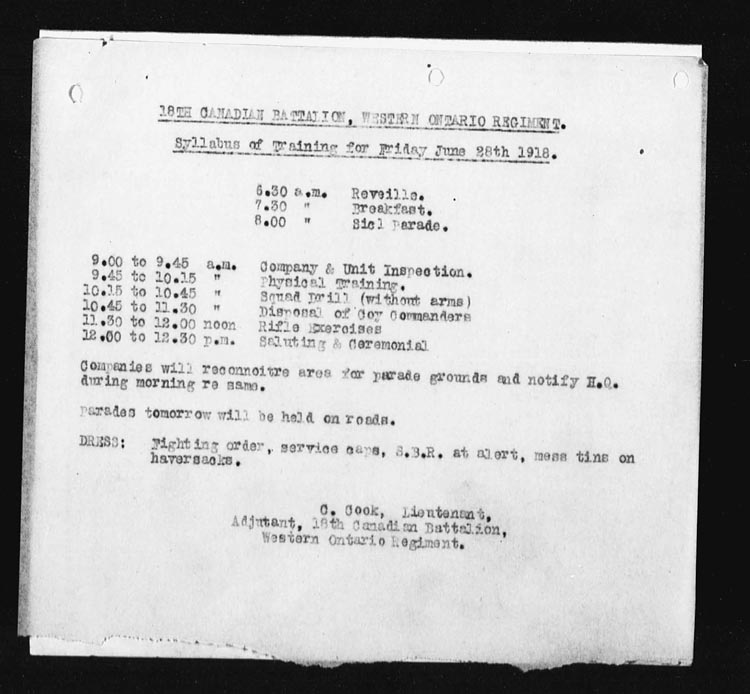 18TH CANADIAN BATTALION, WESTERN ONTARIO REGIMENT.
Syllabus of Training for Friday June 28th 1918.
6.30 a.m. Reveille.
7.30 " Breakfast.
8.00 " Sicl Parade.
9.00 to 9.45 a.m. Company & Unit Inspection.
9.45 to 10.15 " Physical Training.
10.15 to 10.45 " Squad Drill (without arms)
10.45 to 11.30 " Disposal of Coy Commanders
11.30 to 12.00 noon Rifle Exercises
12.00 to 12.30 p.m. Saluting & Ceremonial
Companies will reconnoitre area for parade grounds and notify H.Q.
during morning re same.
Parades tomorrow will be held on roads.
DRESS: Fighting order, service caps, S.B.R. at alert, mess tins on
haversacks.
C. Cook, Lieutenant,
Adjutant, 18th Canadian Battalion,
Western Ontario Regiment.